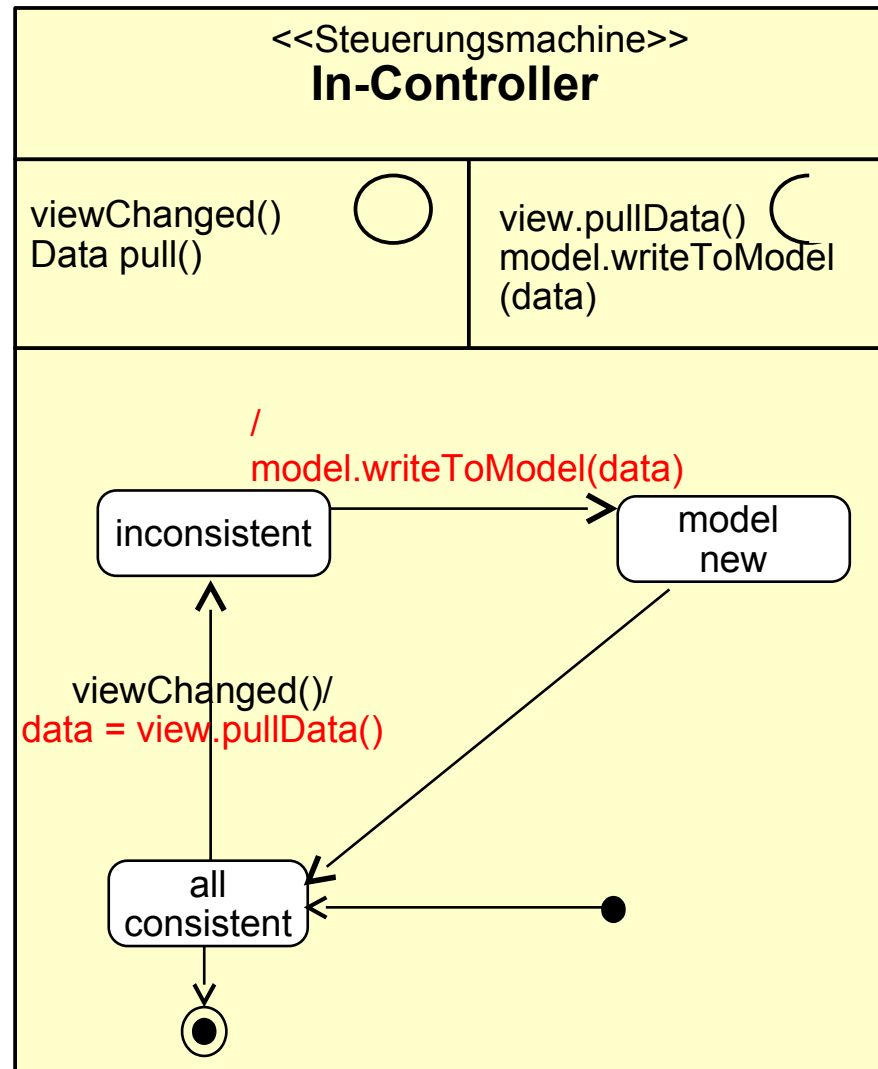 <<Steuerungsmachine>>
In-Controller
viewChanged()
Data pull()
view.pullData()
model.writeToModel
(data)
/
model.writeToModel(data)
inconsistent
model
new
viewChanged()/
data = view.pullData()
all
consistent